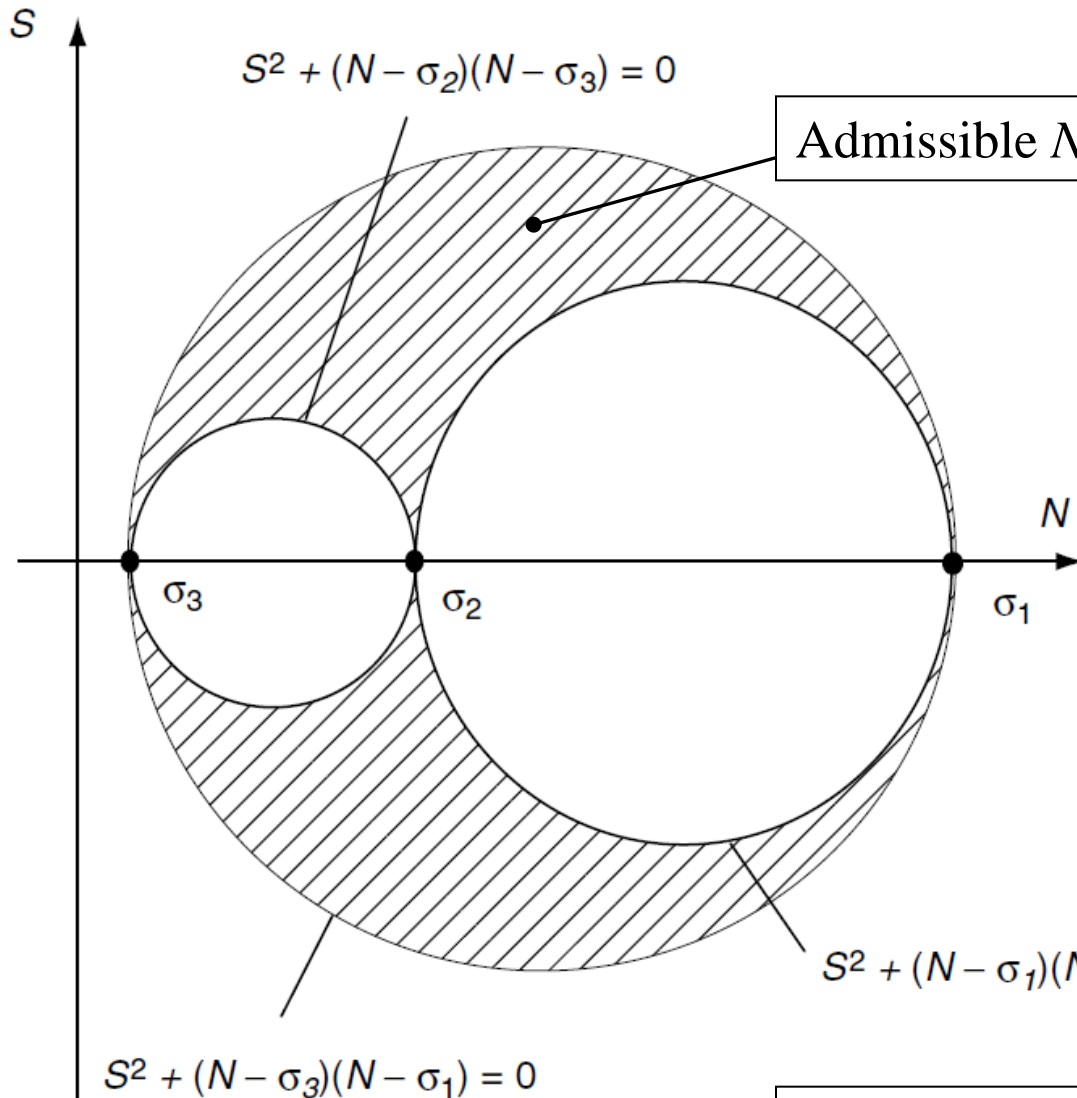 S
S² + (N – σ₂)(N – σ₃) = 0
Admissible N
N
σ₃
σ₂
σ₁
S² + (N – σ₁)(N
S² + (N – σ₃)(N – σ₁) = 0